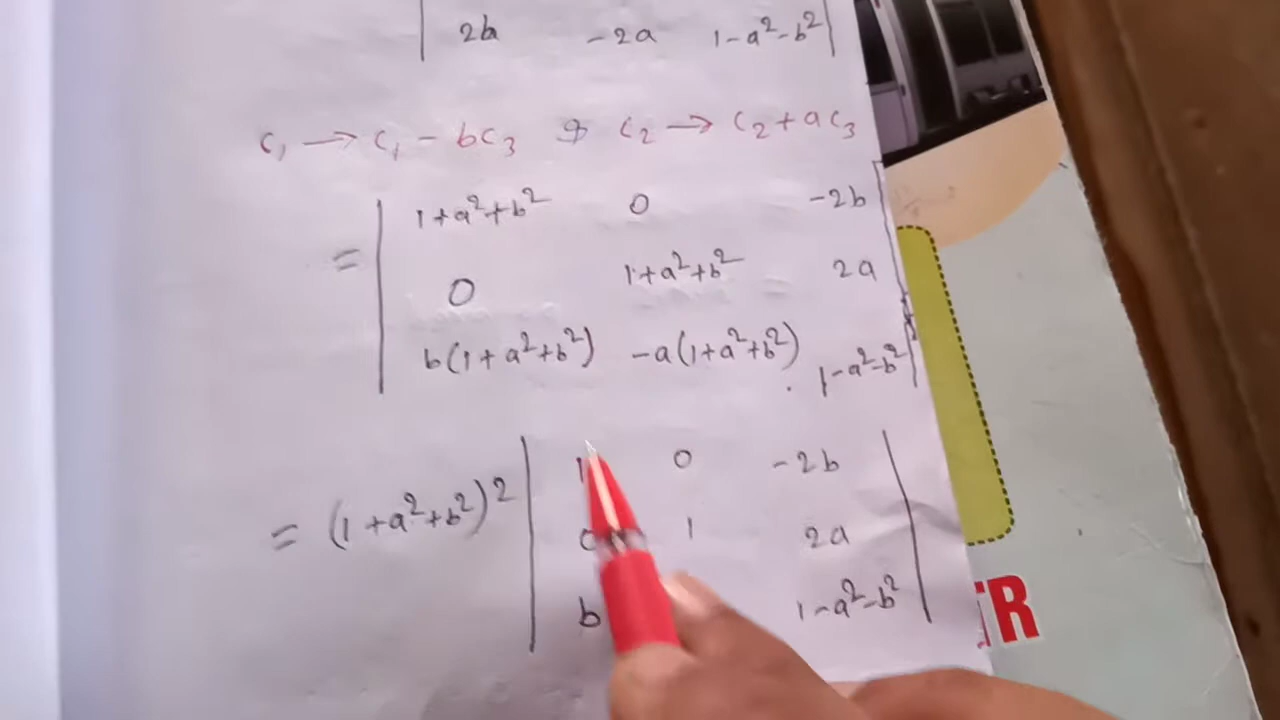 2b -2a 1-a²-b²
C₁ → C₁ - bC₃ & C₂ → C₂ + aC₃
= | 1+a²+b² 0 -2b |
0 1+a²+b² 2a
b(1+a²+b²) -a(1+a²+b²) 1-a²-b²
= (1+a²+b²)² | 1 0 -2b |
0 1 2a
b 1-a²-b²
TR